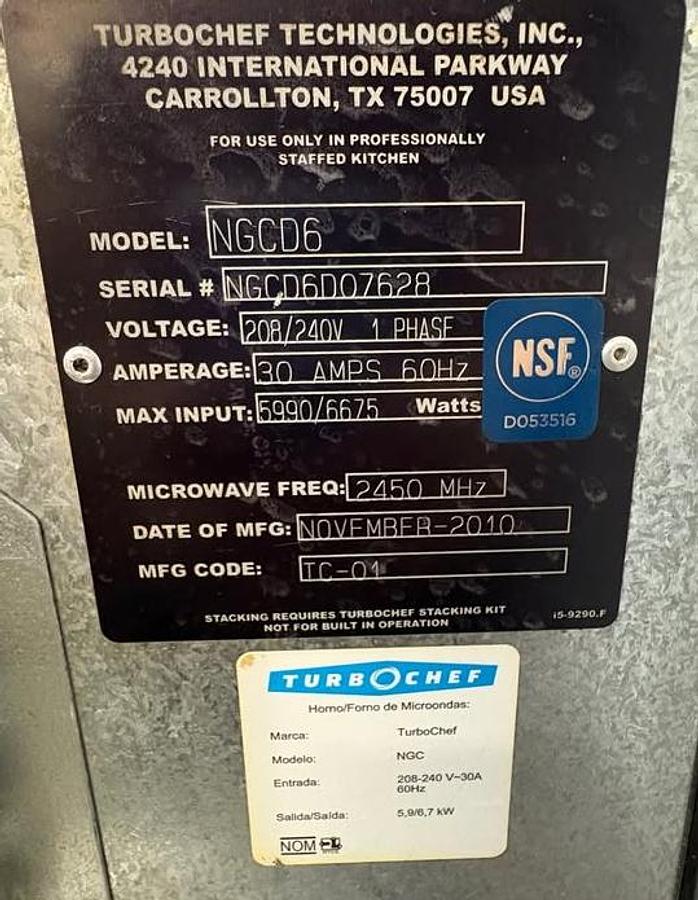 TURBOCHEF TECHNOLOGIES, INC.,
4240 INTERNATIONAL PARKWAY
CARROLLTON, TX 75007 USA
FOR USE ONLY IN PROFESSIONALLY
STAFFED KITCHEN
MODEL: NGCD6
SERIAL # NGCD6D07628
VOLTAGE: 208/240V 1 PHASE
AMPERAGE: 30 AMPS 60Hz
MAX INPUT: 5990/6675 Watts
NSF®
D053516
MICROWAVE FREQ: 2450 MHz
DATE OF MFG: NOVEMBER-2010
MFG CODE: TC-01
STACKING REQUIRES TURBOCHEF STACKING KIT
NOT FOR BUILT IN OPERATION
i5-9290.F
TURBOCHEF
Horno/Forno de Microondas:
Marca: TurboChef
Modelo: NGC
Entrada: 208-240 V~30A
60Hz
Salida/Saída: 5,9/6,7 kW
NOM